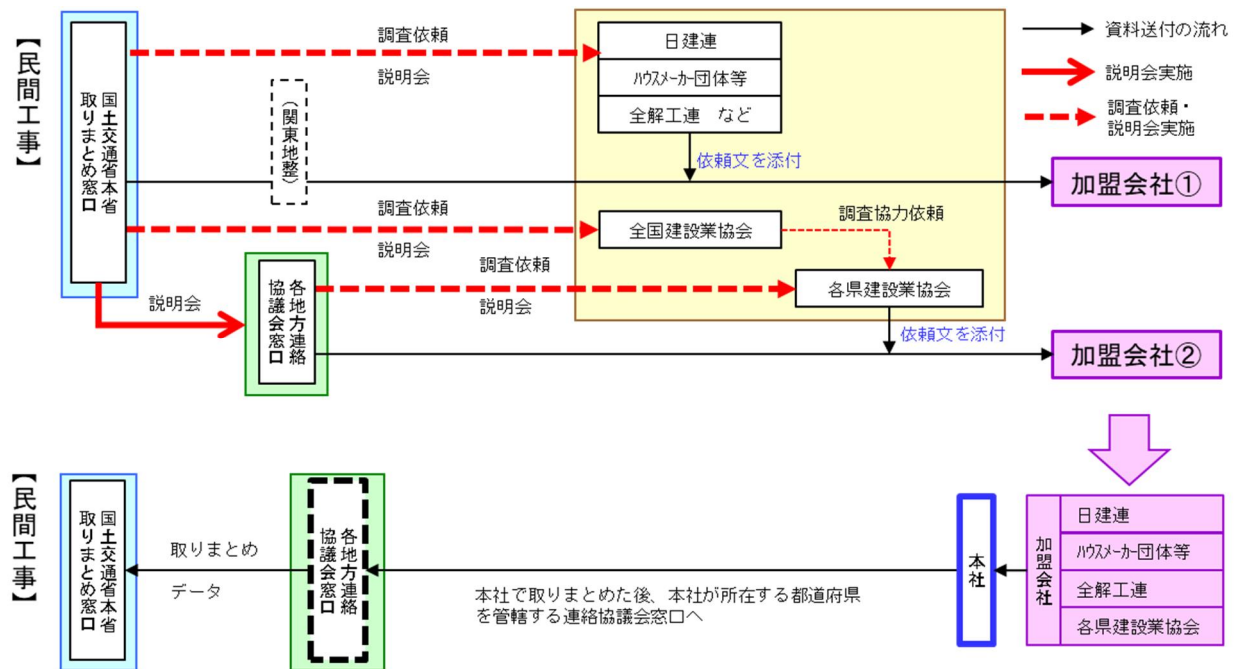 【民間工事】
国土交通省本省
取りまとめ窓口
調査依頼
説明会
(関東地整)
日建連
ﾊｳｽﾒｰｶｰ団体等
全解工連 など
依頼文を添付
資料送付の流れ
説明会実施
調査依頼・
説明会実施
加盟会社①
調査依頼
説明会
全国建設業協会
調査協力依頼
説明会
各地方連絡
協議会窓口
調査依頼
説明会
各県建設業協会
依頼文を添付
加盟会社②
【民間工事】
国土交通省本省
取りまとめ窓口
取りまとめ
データ
各地方連絡
協議会窓口
本社で取りまとめた後、本社が所在する都道府県
を管轄する連絡協議会窓口へ
本社
加盟会社
日建連
ﾊｳｽﾒｰｶｰ団体等
全解工連
各県建設業協会